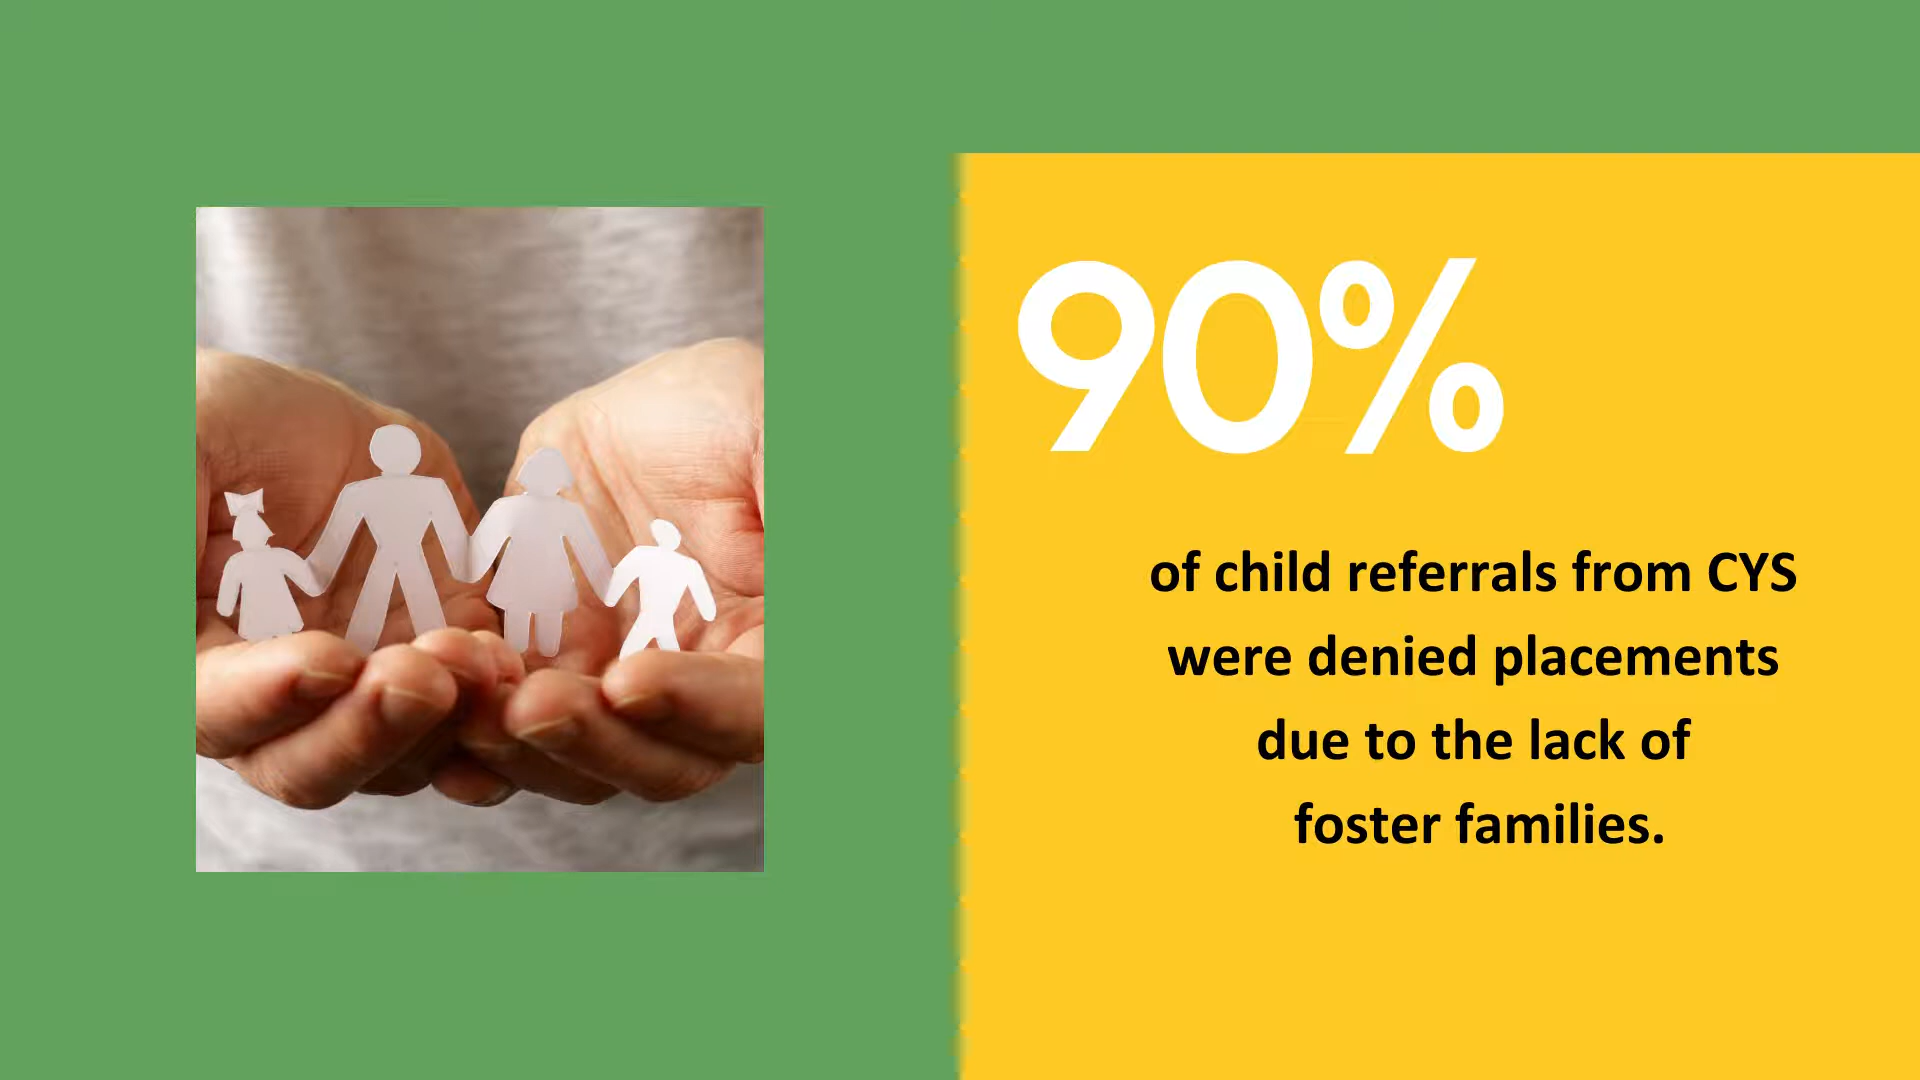 90%
of child referrals from CYS
were denied placements
due to the lack of
foster families.